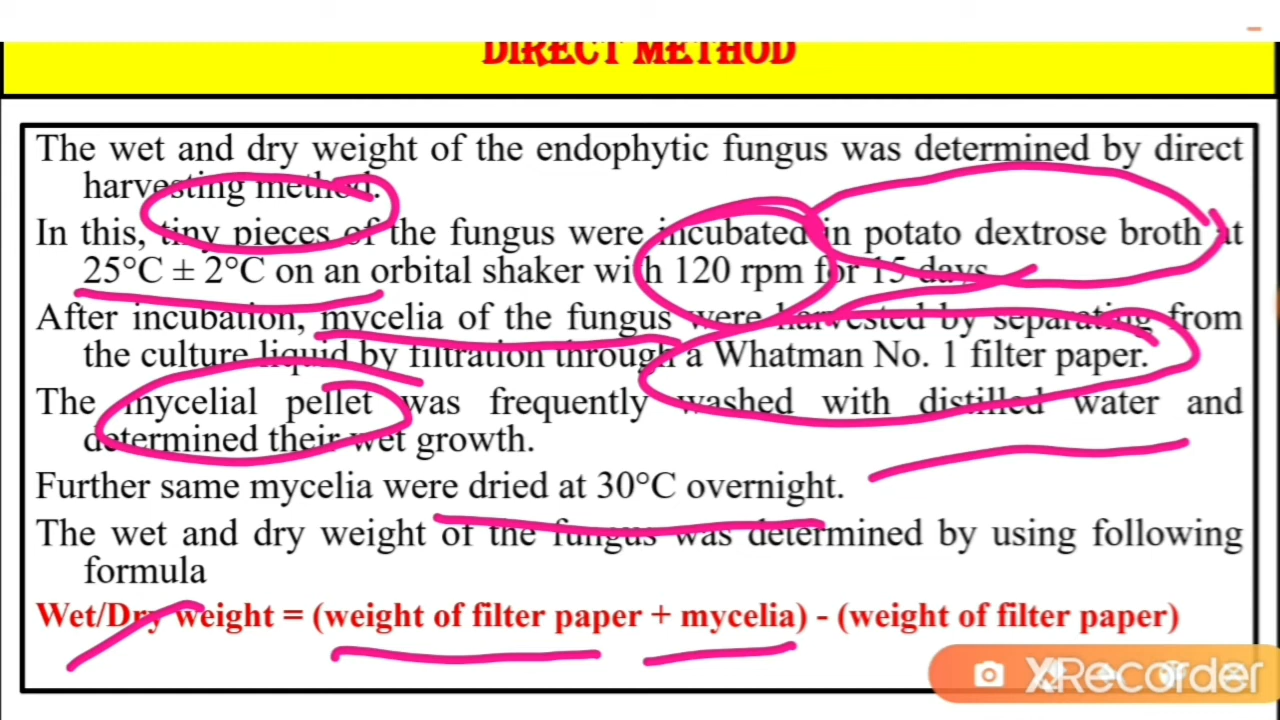 DIRECT METHOD
The wet and dry weight of the endophytic fungus was determined by direct
harvesting method.
In this, tiny pieces of the fungus were incubated in potato dextrose broth at
25°C ± 2°C on an orbital shaker with 120 rpm for 15 days.
After incubation, mycelia of the fungus were harvested by separating from
the culture liquid by filtration through a Whatman No. 1 filter paper.
The mycelial pellet was frequently washed with distilled water and
determined their wet growth.
Further same mycelia were dried at 30°C overnight.
The wet and dry weight of the fungus was determined by using following
formula
Wet/Dry weight = (weight of filter paper + mycelia) - (weight of filter paper)
XRecorder